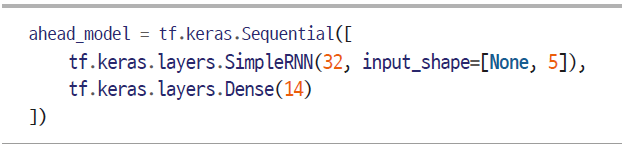 ahead_model = tf.keras.Sequential([
    tf.keras.layers.SimpleRNN(32, input_shape=[None, 5]),
    tf.keras.layers.Dense(14)
])